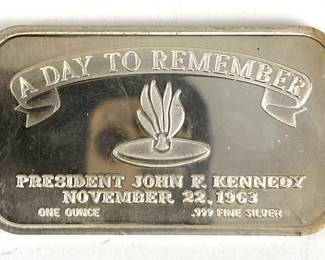 A DAY TO REMEMBER
PRESIDENT JOHN F. KENNEDY
NOVEMBER 22, 1963
ONE OUNCE .999 FINE SILVER